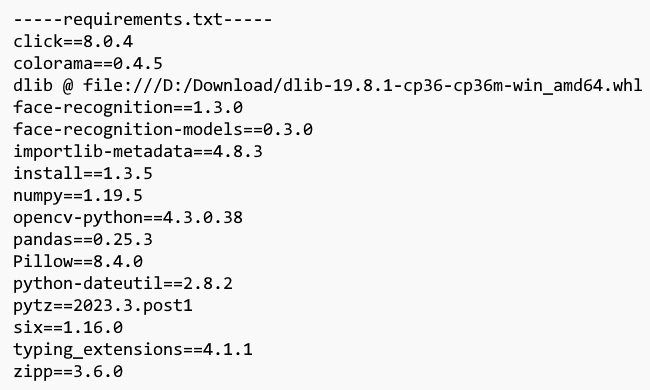 -----requirements.txt-----
click==8.0.4
colorama==0.4.5
dlib @ file:///D:/Download/dlib-19.8.1-cp36-cp36m-win_amd64.whl
face-recognition==1.3.0
face-recognition-models==0.3.0
importlib-metadata==4.8.3
install==1.3.5
numpy==1.19.5
opencv-python==4.3.0.38
pandas==0.25.3
Pillow==8.4.0
python-dateutil==2.8.2
pytz==2023.3.post1
six==1.16.0
typing_extensions==4.1.1
zipp==3.6.0